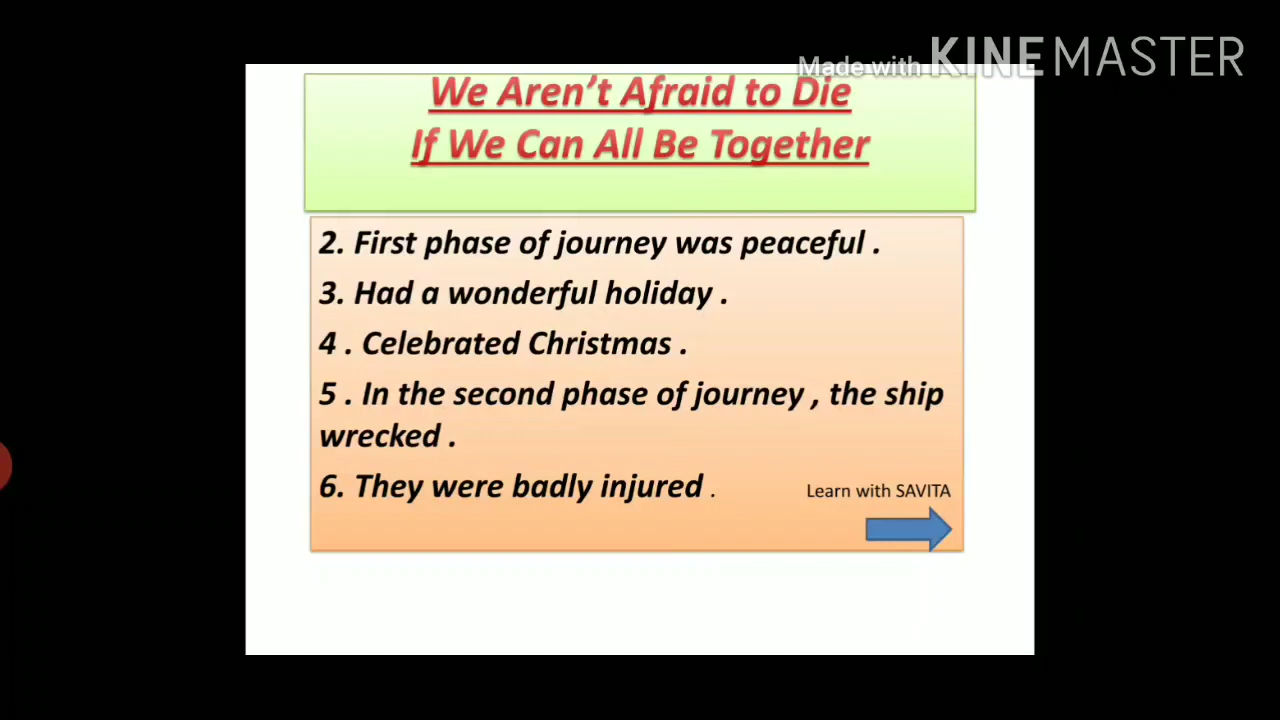 Made with KINEMASTER
We Aren't Afraid to Die
If We Can All Be Together
2. First phase of journey was peaceful .
3. Had a wonderful holiday .
4 . Celebrated Christmas .
5 . In the second phase of journey , the ship
wrecked .
6. They were badly injured .
Learn with SAVITA